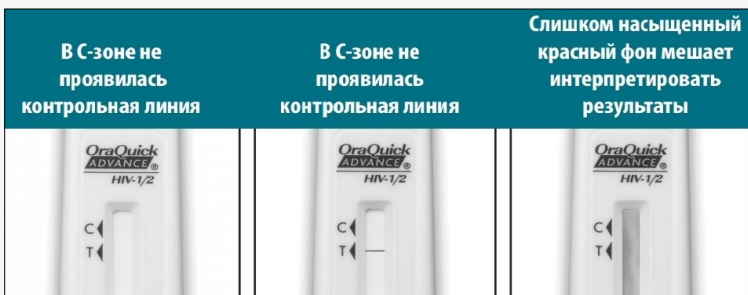 В С-зоне не
проявилась
контрольная линия
В С-зоне не
проявилась
контрольная линия
Слишком насыщенный
красный фон мешает
интерпретировать
результаты
OraQuick
ADVANCE®
HIV-1/2
C
T
OraQuick
ADVANCE®
HIV-1/2
C
T
OraQuick
ADVANCE®
HIV-1/2
C
T